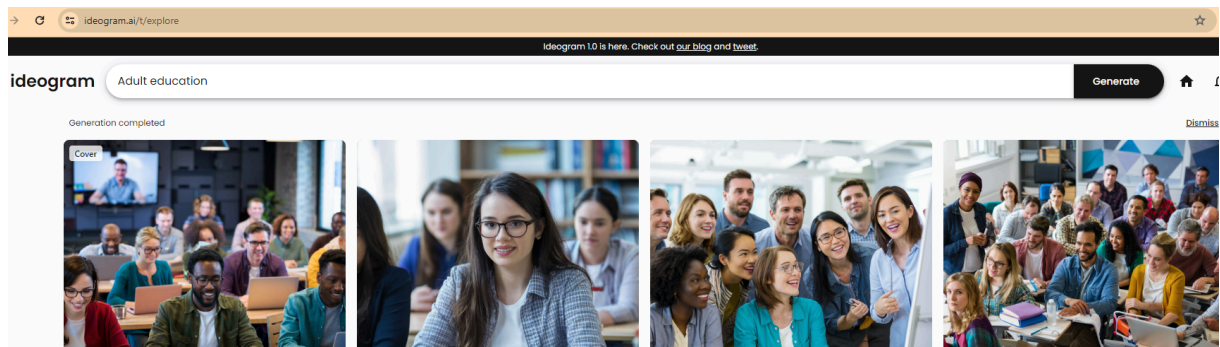 ideogram.ai/t/explore
Ideogram 1.0 is here. Check out our blog and tweet.
ideogram
Adult education
Generate
Generation completed
Dismiss
Cover